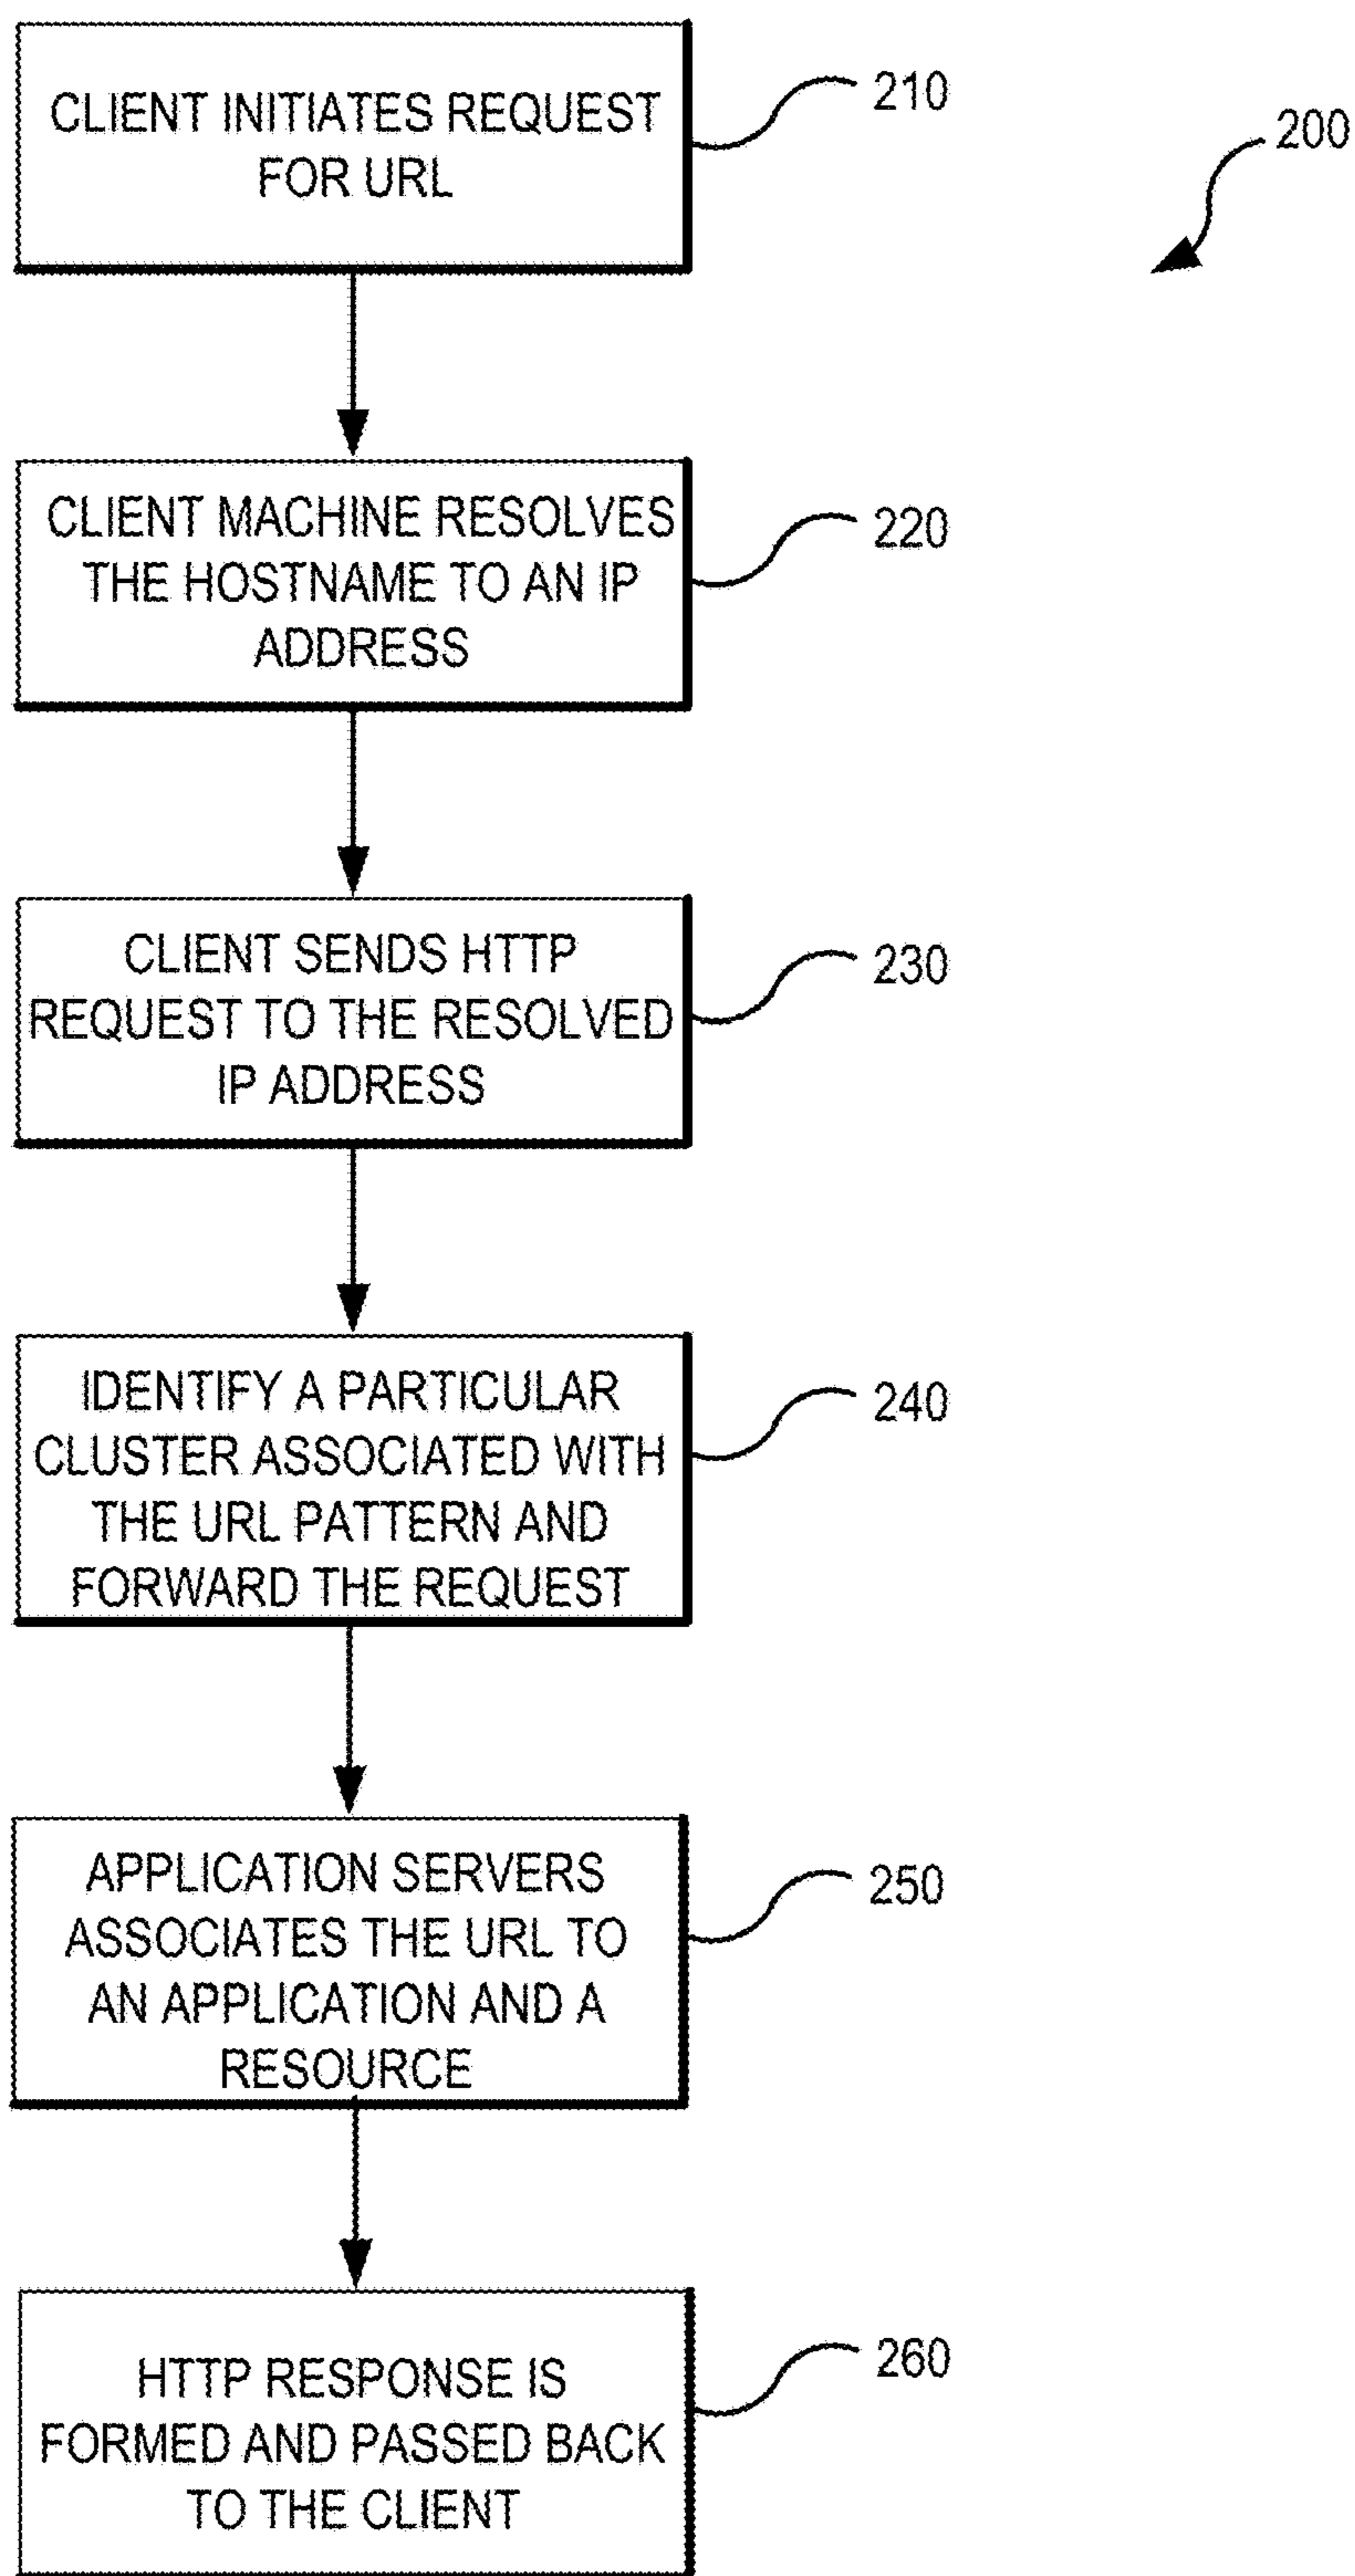 CLIENT INITIATES REQUEST
FOR URL
210
200
CLIENT MACHINE RESOLVES
THE HOSTNAME TO AN IP
ADDRESS
220
CLIENT SENDS HTTP
REQUEST TO THE RESOLVED
IP ADDRESS
230
IDENTIFY A PARTICULAR
CLUSTER ASSOCIATED WITH
THE URL PATTERN AND
FORWARD THE REQUEST
240
APPLICATION SERVERS
ASSOCIATES THE URL TO
AN APPLICATION AND A
RESOURCE
250
HTTP RESPONSE IS
FORMED AND PASSED BACK
TO THE CLIENT
260